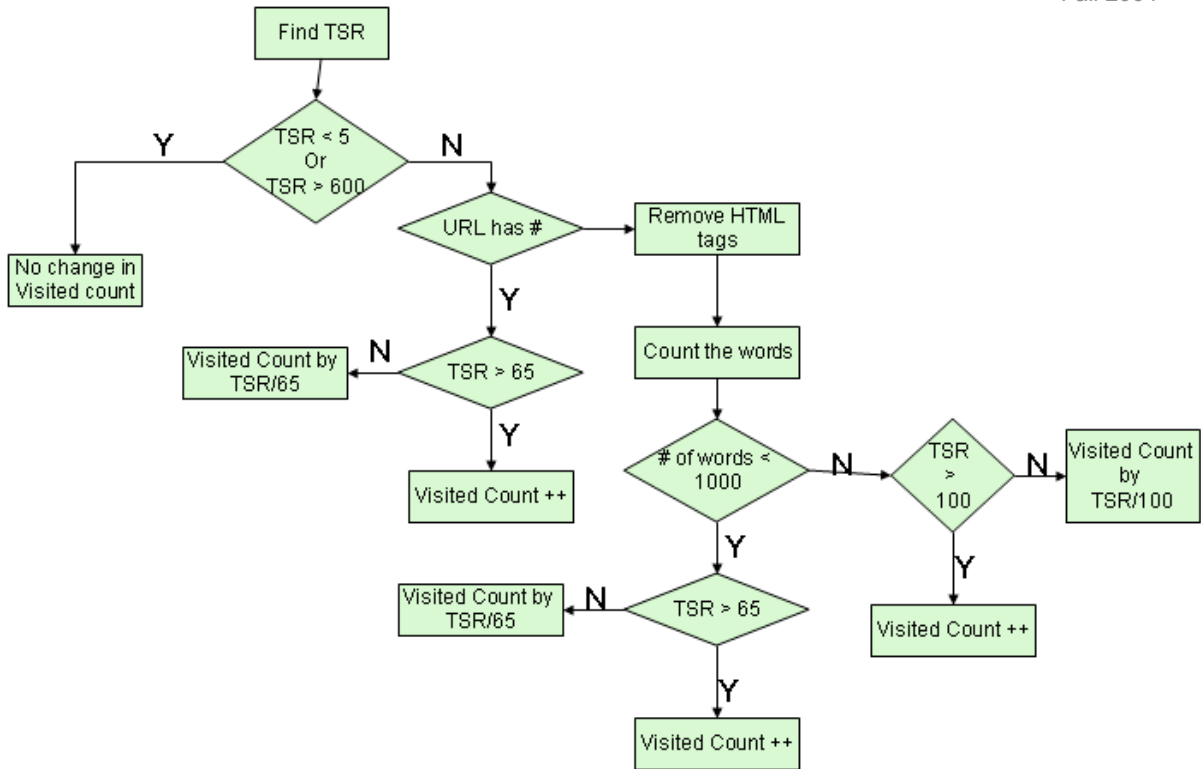 Find TSR
TSR < 5
Or
TSR > 600
Y
N
No change in
Visited count
URL has #
Remove HTML
tags
Y
Count the words
TSR > 65
N
Visited Count by
TSR/65
Y
Visited Count ++
# of words <
1000
N
TSR
>
100
N
Visited Count
by
TSR/100
Y
Visited Count ++
Y
TSR > 65
N
Visited Count by
TSR/65
Y
Visited Count ++